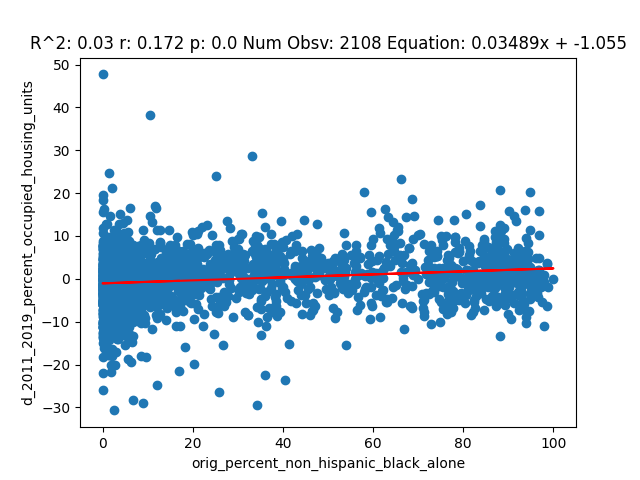 R^2: 0.03 r: 0.172 p: 0.0 Num Obsv: 2108 Equation: 0.03489x + -1.055
50
40
30
20
10
0
−10
−20
−30
d_2011_2019_percent_occupied_housing_units
0 20 40 60 80 100
orig_percent_non_hispanic_black_alone